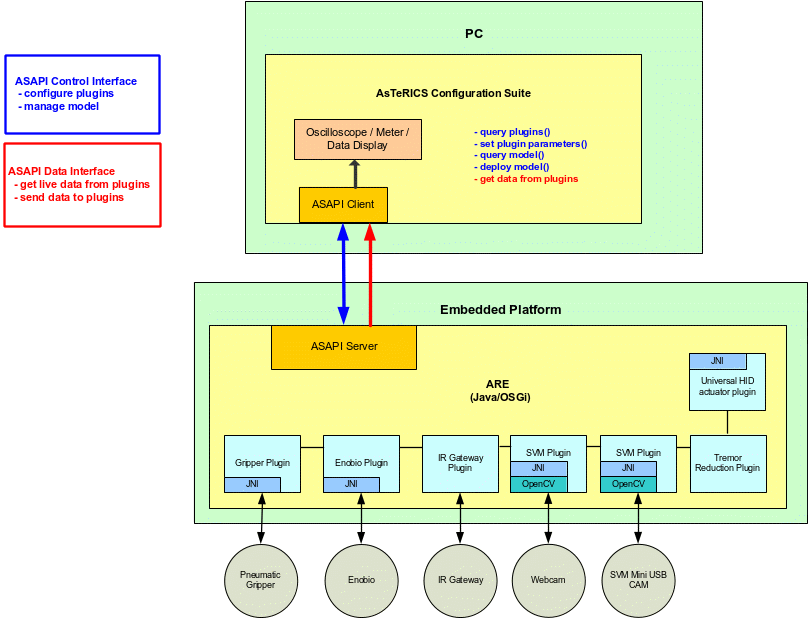 PC
AsTeRICS Configuration Suite
ASAPI Control Interface
- configure plugins
- manage model
ASAPI Data Interface
- get live data from plugins
- send data to plugins
Oscilloscope / Meter /
Data Display
- query plugins()
- set plugin parameters()
- query model()
- deploy model()
- get data from plugins
ASAPI Client
Embedded Platform
ASAPI Server
ARE
(Java/OSGi)
JNI
Universal HID
actuator plugin
Gripper Plugin
JNI
Enobio Plugin
JNI
IR Gateway
Plugin
SVM Plugin
JNI
OpenCV
SVM Plugin
JNI
OpenCV
Tremor
Reduction Plugin
Pneumatic
Gripper
Enobio
IR Gateway
Webcam
SVM Mini USB
CAM